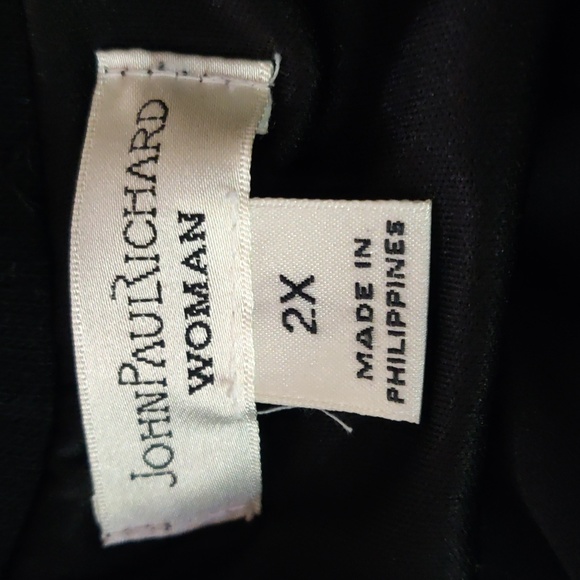 JOHNPAULRICHARD
WOMAN
2X
MADE IN
PHILIPPINES